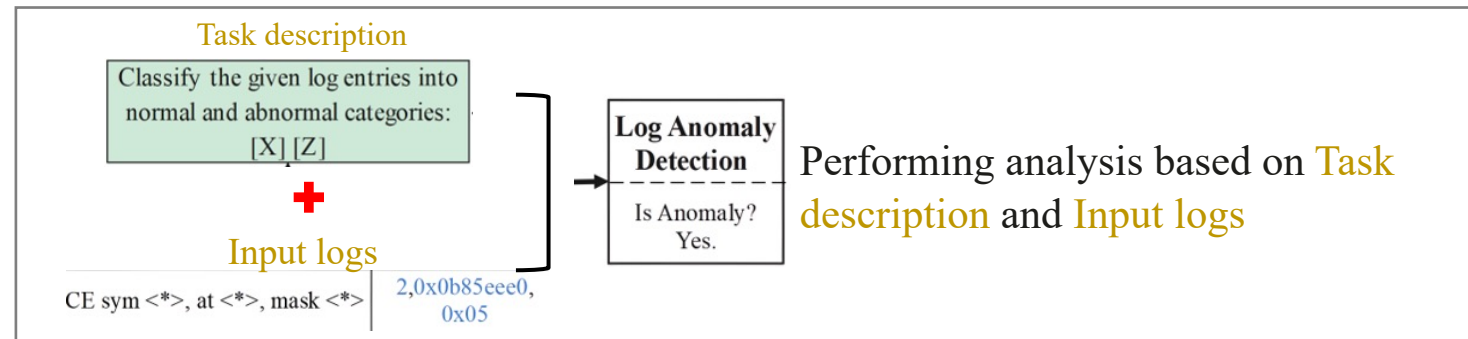 Task description
Classify the given log entries into
normal and abnormal categories:
[X] [Z]
Input logs
CE sym <*>, at <*>, mask <*>
2,0x0b85eee0,
0x05
Log Anomaly
Detection
Is Anomaly?
Yes.
Performing analysis based on Task
description and Input logs